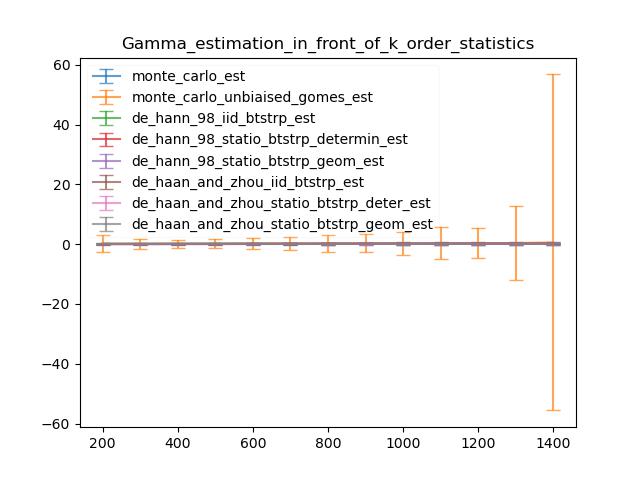 Gamma_estimation_in_front_of_k_order_statistics
60
40
20
0
−20
−40
−60
monte_carlo_est
monte_carlo_unbiaised_gomes_est
de_hann_98_iid_btstrp_est
de_hann_98_statio_btstrp_determin_est
de_hann_98_statio_btstrp_geom_est
de_haan_and_zhou_iid_btstrp_est
de_haan_and_zhou_statio_btstrp_deter_est
de_haan_and_zhou_statio_btstrp_geom_est
200 400 600 800 1000 1200 1400